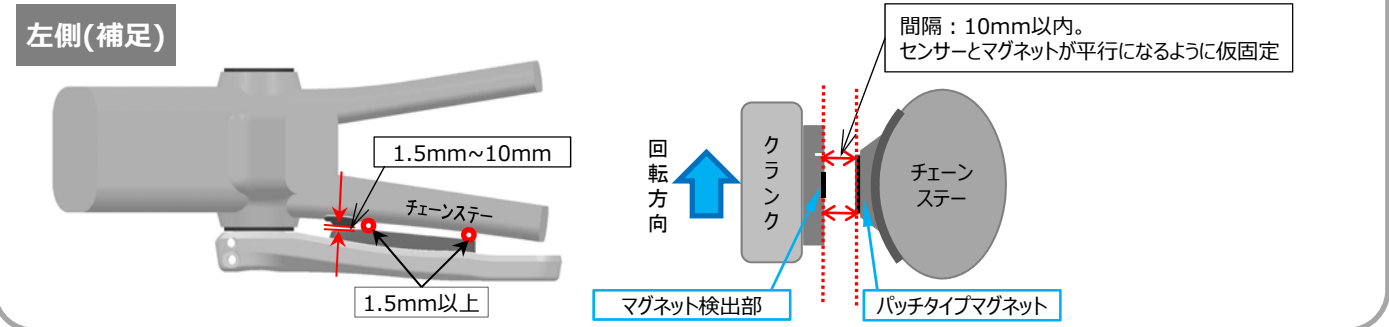 左側(補足)
1.5mm~10mm
チェーンステー
1.5mm以上
間隔：10mm以内。
センサーとマグネットが平行になるように仮固定
回転方向
クランク
チェーン
ステー
マグネット検出部
パッチタイプマグネット